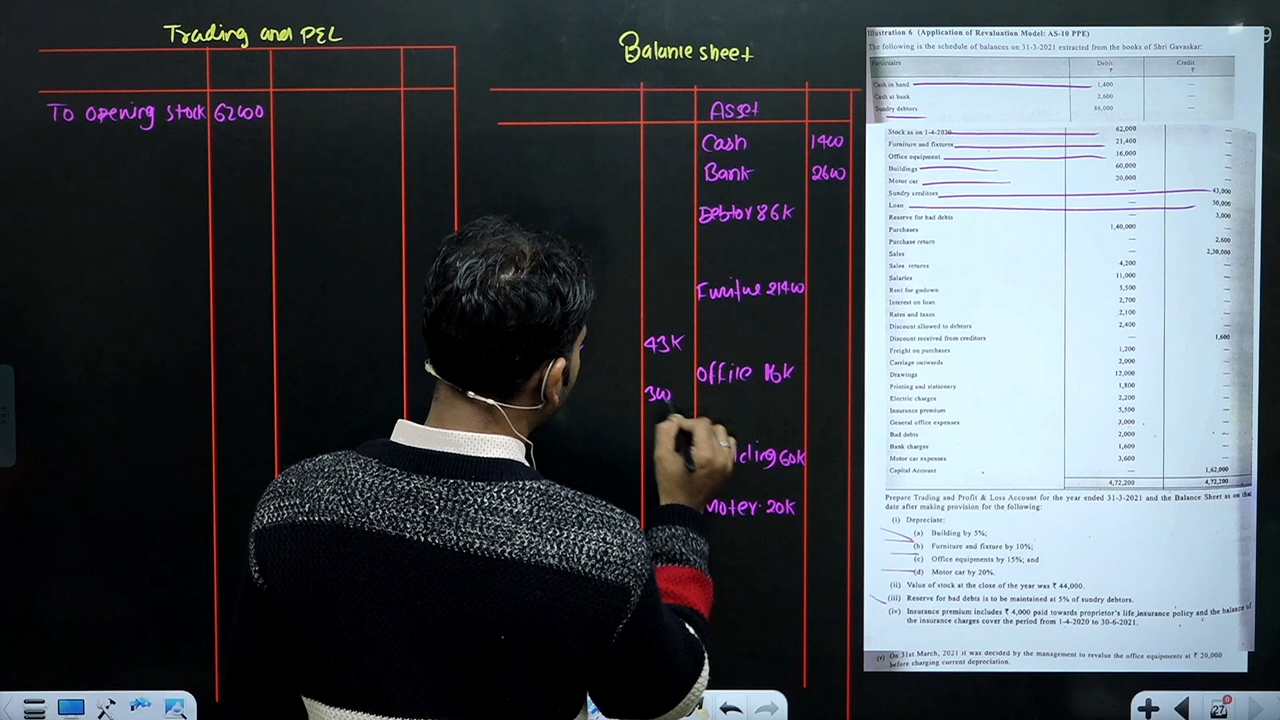 Trading and P&L
To opening stock 62000
Balance sheet
Asset
Cash 1400
Bank 2600
Debtor 86K
Furniture 21400
43K
Office 16K
300
60K
Moter 20K
Illustration 6 (Application of Revaluation Model: AS-10 PPE)
The following is the schedule of balances on 31-3-2021 extracted from the books of Shri Gavaskar:
Particulars Debit Credit
₹ ₹
Cash in hand 1,400 —
Cash at bank 2,600 —
Sundry debtors 86,000 —
Stock as on 1-4-2020 62,000 —
Furniture and fixtures 21,400 —
Office equipment 16,000 —
Buildings 60,000 —
Motor car 20,000 —
Sundry creditors — 43,000
Loan — 30,000
Reserve for bad debts — 3,000
Purchases 1,40,000 —
Purchase return — 2,600
Sales — 2,30,000
Sales returns 4,200 —
Salaries 11,000 —
Rent for godown 5,500 —
Interest on loan 2,700 —
Rates and taxes 2,100 —
Discount allowed to debtors 2,400 —
Discount received from creditors — 1,600
Freight on purchases 1,200 —
Carriage outwards 2,000 —
Drawings 12,000 —
Printing and stationery 1,800 —
Electric charges 2,200 —
Insurance premium 5,500 —
General office expenses 3,000 —
Bad debts 2,000 —
Bank charges 1,600 —
Motor car expenses 3,600 —
Capital Account — 1,62,000
4,72,200 4,72,200
Prepare Trading and Profit & Loss Account for the year ended 31-3-2021 and the Balance Sheet as on that
date after making provision for the following:
(i) Depreciate:
(a) Building by 5%;
(b) Furniture and fixture by 10%;
(c) Office equipments by 15%; and
(d) Motor car by 20%.
(ii) Value of stock at the close of the year was ₹ 44,000.
(iii) Reserve for bad debts is to be maintained at 5% of sundry debtors.
(iv) Insurance premium includes ₹ 4,000 paid towards proprietor's life insurance policy and the balance of
the insurance charges cover the period from 1-4-2020 to 30-6-2021.
(v) On 31st March, 2021 it was decided by the management to revalue the office equipments at ₹ 20,000
before charging current depreciation.
9
27